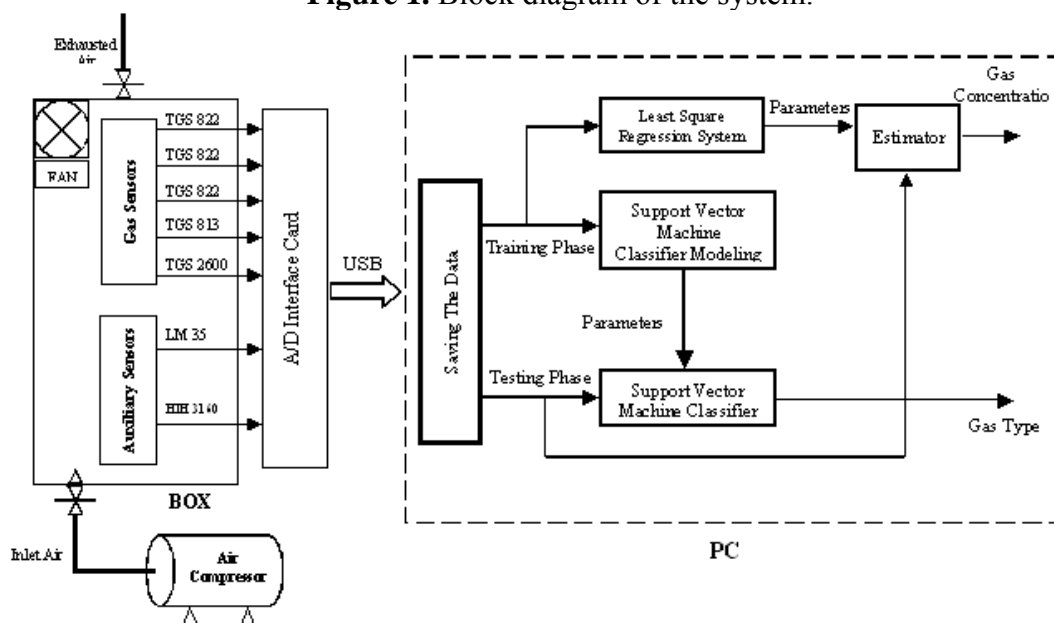 Figure 1. Block diagram of the system.
Exhausted
Air
FAN
Gas Sensors
TGS 822
TGS 822
TGS 822
TGS 813
TGS 2600
Auxiliary Sensors
LM 35
HIH 3160
BOX
A/D Interface Card
USB
Inlet Air
Air
Compressor
Saving The Data
Training Phase
Testing Phase
Least Square
Regression System
Parameters
Estimator
Gas
Concentratio
Support Vector
Machine
Classifier Modeling
Parameters
Support Vector
Machine Classifier
Gas Type
PC